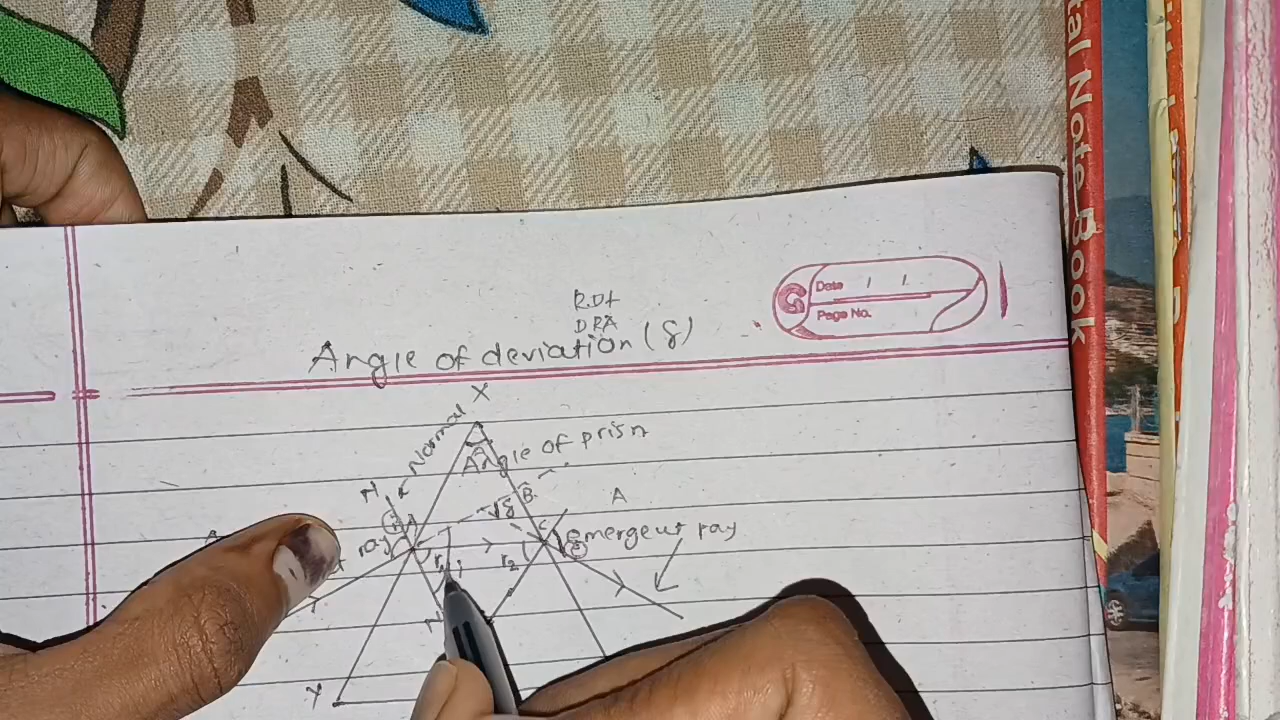 tal Note Book
G Date / /
Page No.
R.Df
DRA
Angle of deviation (δ)
X
Normal
Angle of prism
N
B
A
δ
ray
emergent ray
r₁
r₂
e
Y